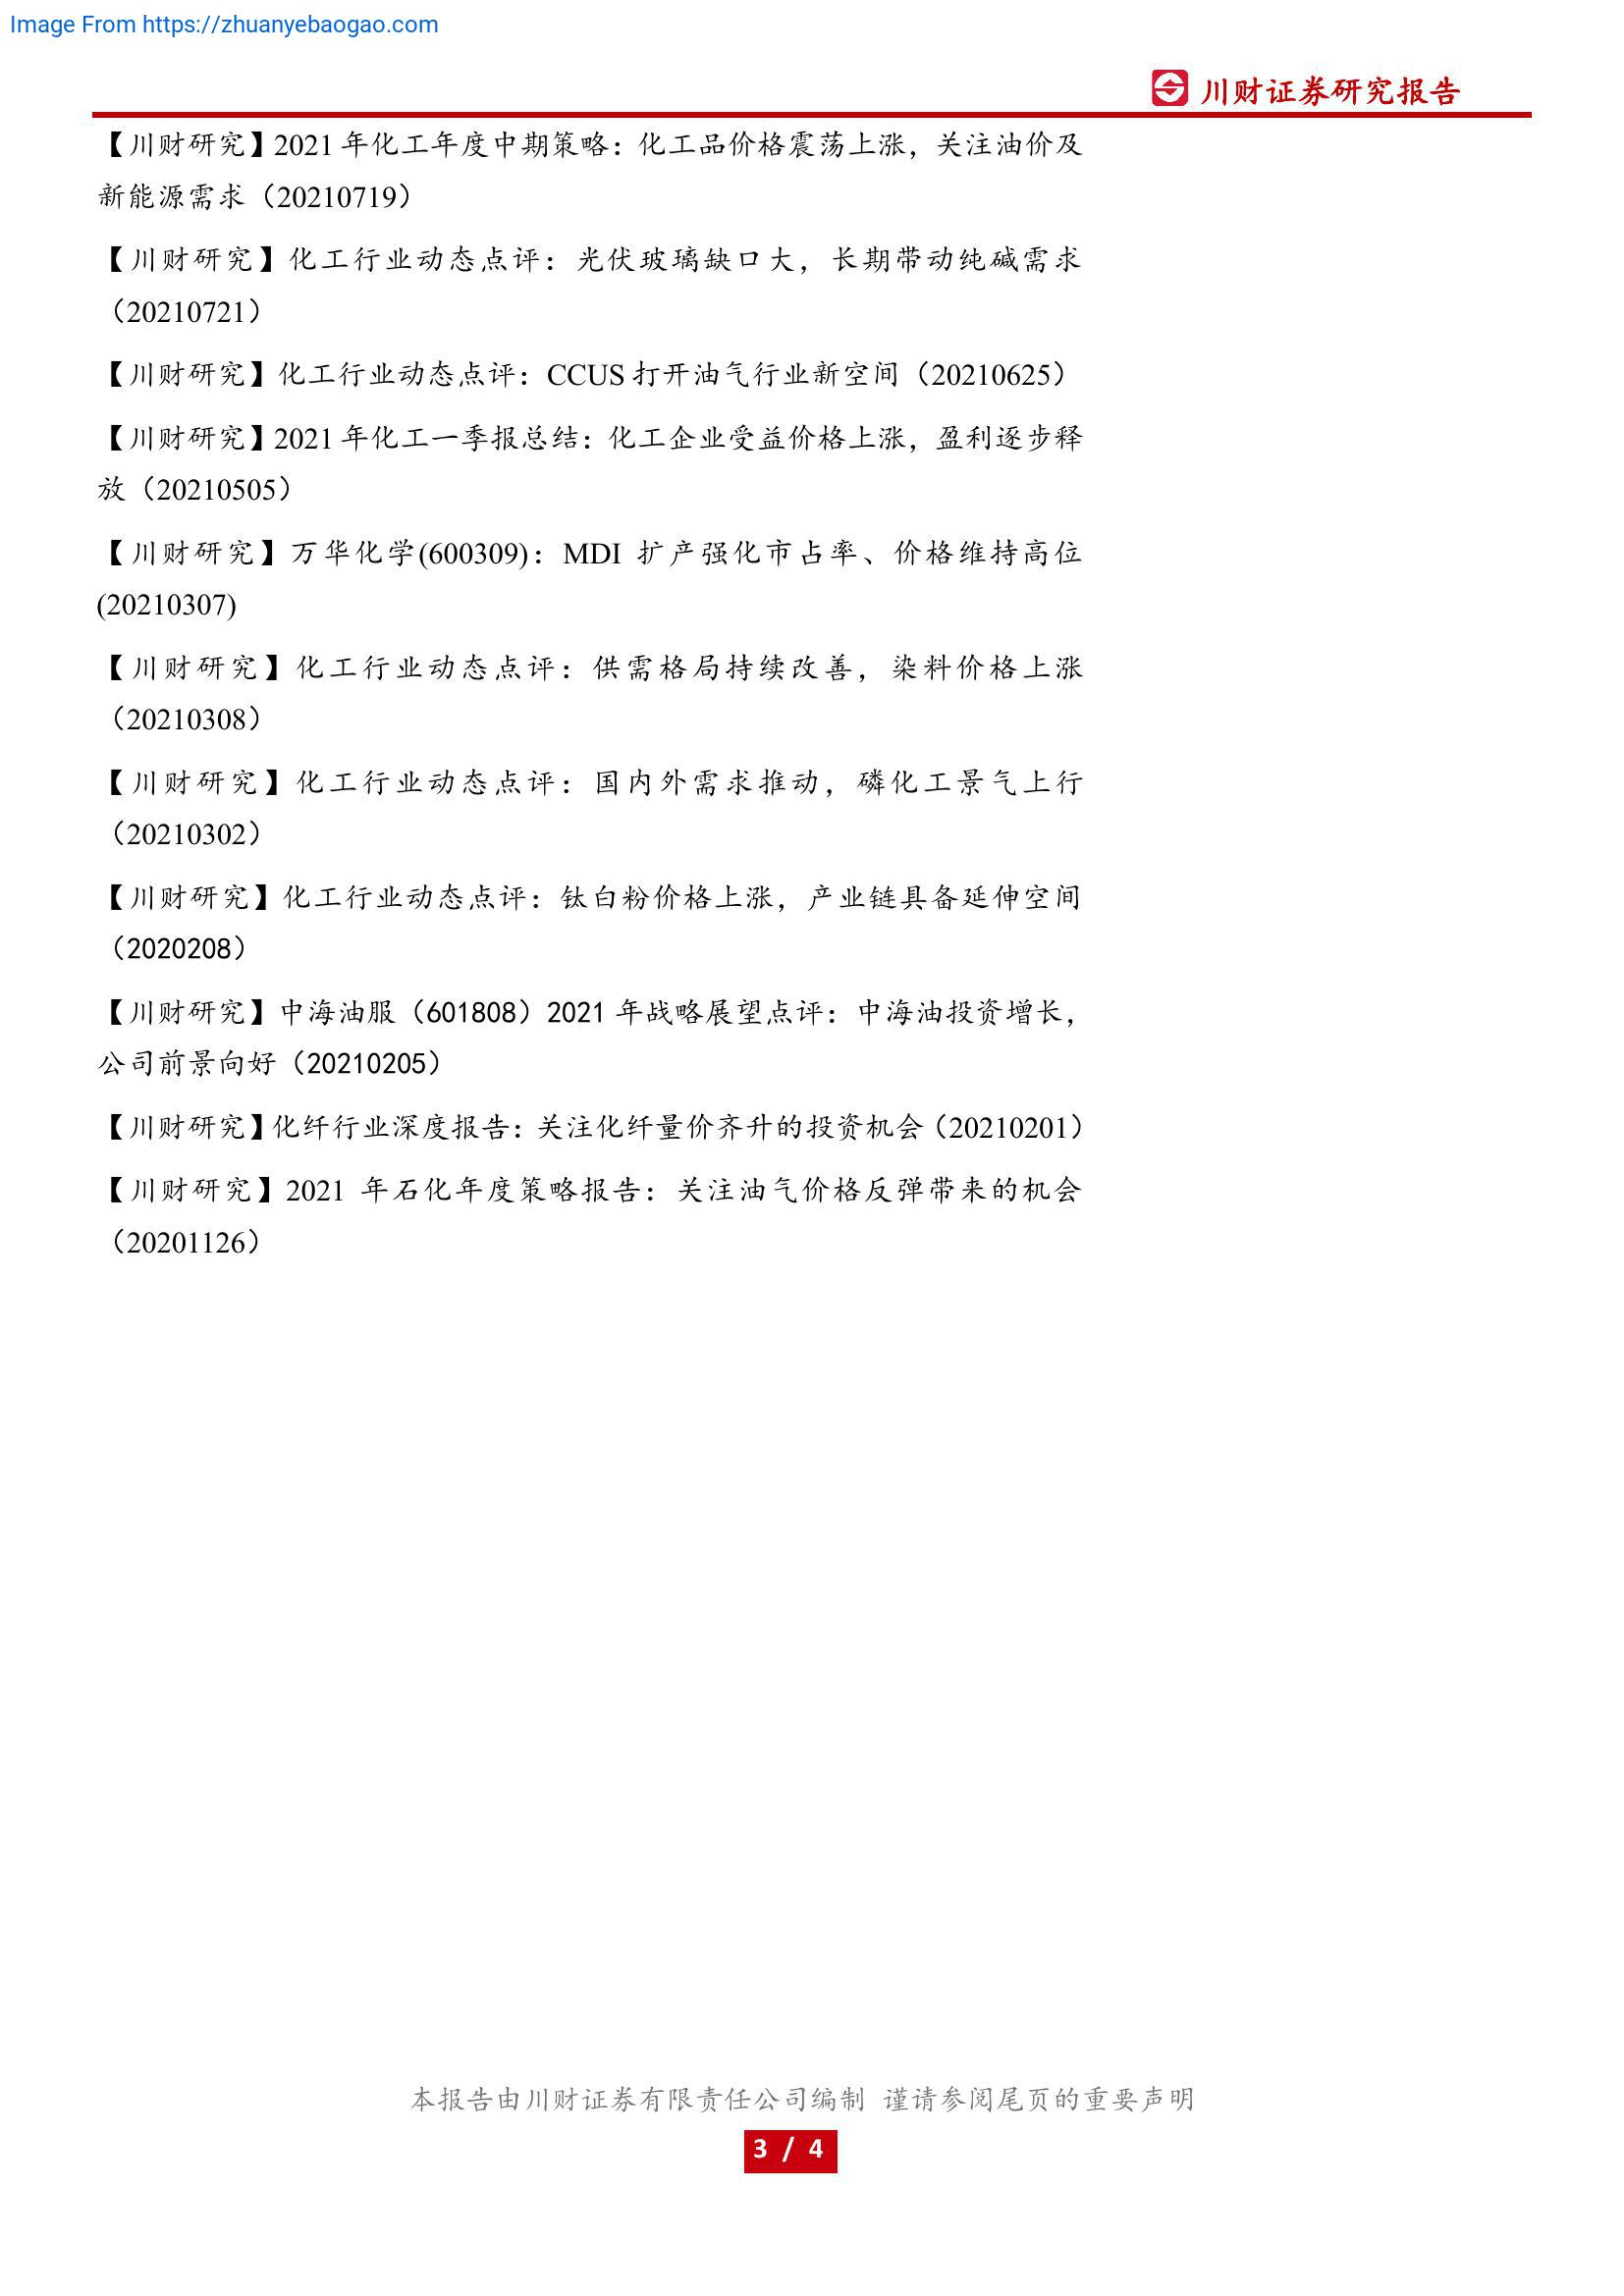 Image From https://zhuanyebaogao.com
川财证券研究报告
【川财研究】2021年化工年度中期策略：化工品价格震荡上涨，关注油价及
新能源需求（20210719）
【川财研究】化工行业动态点评：光伏玻璃缺口大，长期带动纯碱需求
（20210721）
【川财研究】化工行业动态点评：CCUS打开油气行业新空间（20210625）
【川财研究】2021年化工一季报总结：化工企业受益价格上涨，盈利逐步释
放（20210505）
【川财研究】万华化学(600309)：MDI 扩产强化市占率、价格维持高位
(20210307)
【川财研究】化工行业动态点评：供需格局持续改善，染料价格上涨
（20210308）
【川财研究】化工行业动态点评：国内外需求推动，磷化工景气上行
（20210302）
【川财研究】化工行业动态点评：钛白粉价格上涨，产业链具备延伸空间
（2020208）
【川财研究】中海油服（601808）2021年战略展望点评：中海油投资增长，
公司前景向好（20210205）
【川财研究】化纤行业深度报告：关注化纤量价齐升的投资机会（20210201）
【川财研究】2021 年石化年度策略报告：关注油气价格反弹带来的机会
（20201126）
本报告由川财证券有限责任公司编制 谨请参阅尾页的重要声明
3 / 4